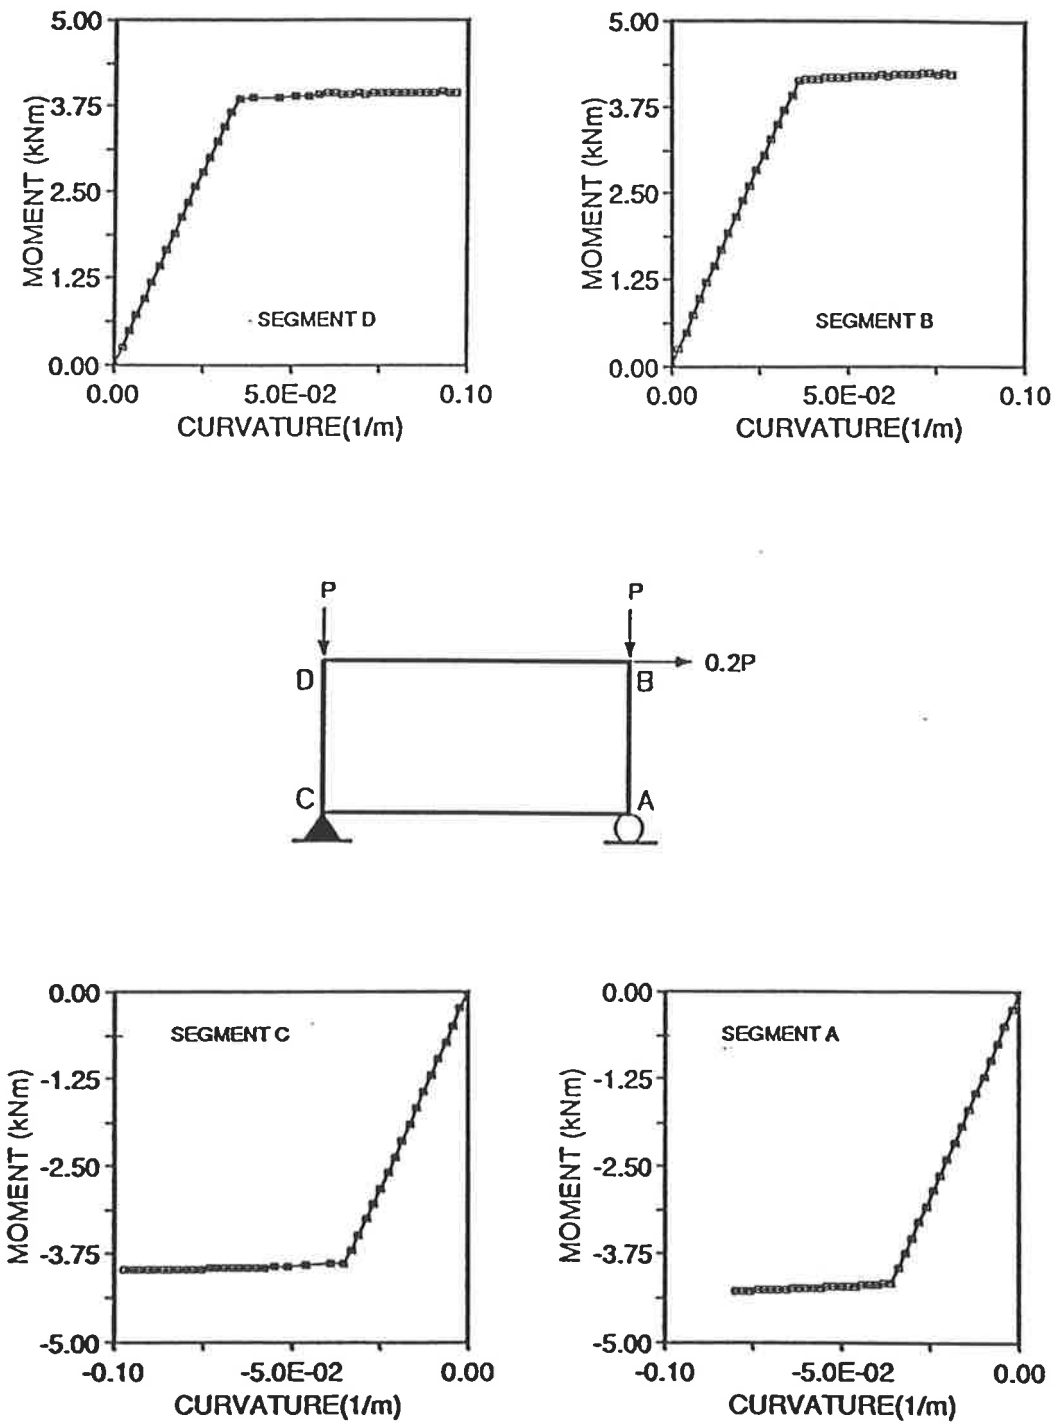 5.00
3.75
2.50
1.25
0.00
MOMENT (kNm)
SEGMENT D
0.00 5.0E-02 0.10
CURVATURE(1/m)
5.00
3.75
2.50
1.25
0.00
MOMENT (kNm)
SEGMENT B
0.00 5.0E-02 0.10
CURVATURE(1/m)
P P
0.2P
D B
C A
0.00
-1.25
-2.50
-3.75
-5.00
MOMENT (kNm)
SEGMENT C
-0.10 -5.0E-02 0.00
CURVATURE(1/m)
0.00
-1.25
-2.50
-3.75
-5.00
MOMENT (kNm)
SEGMENT A
-0.10 -5.0E-02 0.00
CURVATURE(1/m)